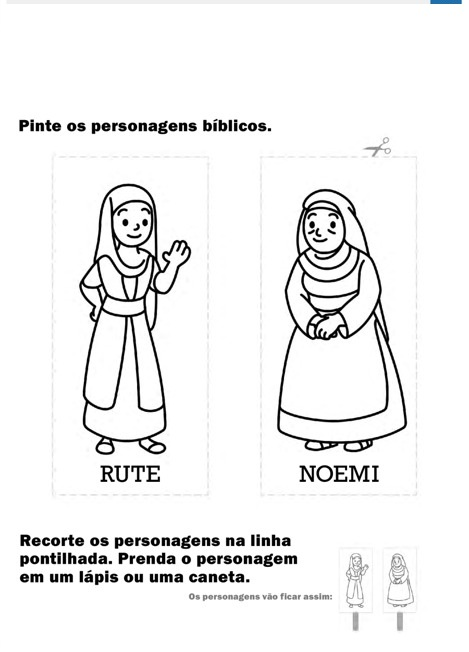 Pinte os personagens bíblicos.
RUTE
NOEMI
Recorte os personagens na linha
pontilhada. Prenda o personagem
em um lápis ou uma caneta.
Os personagens vão ficar assim: